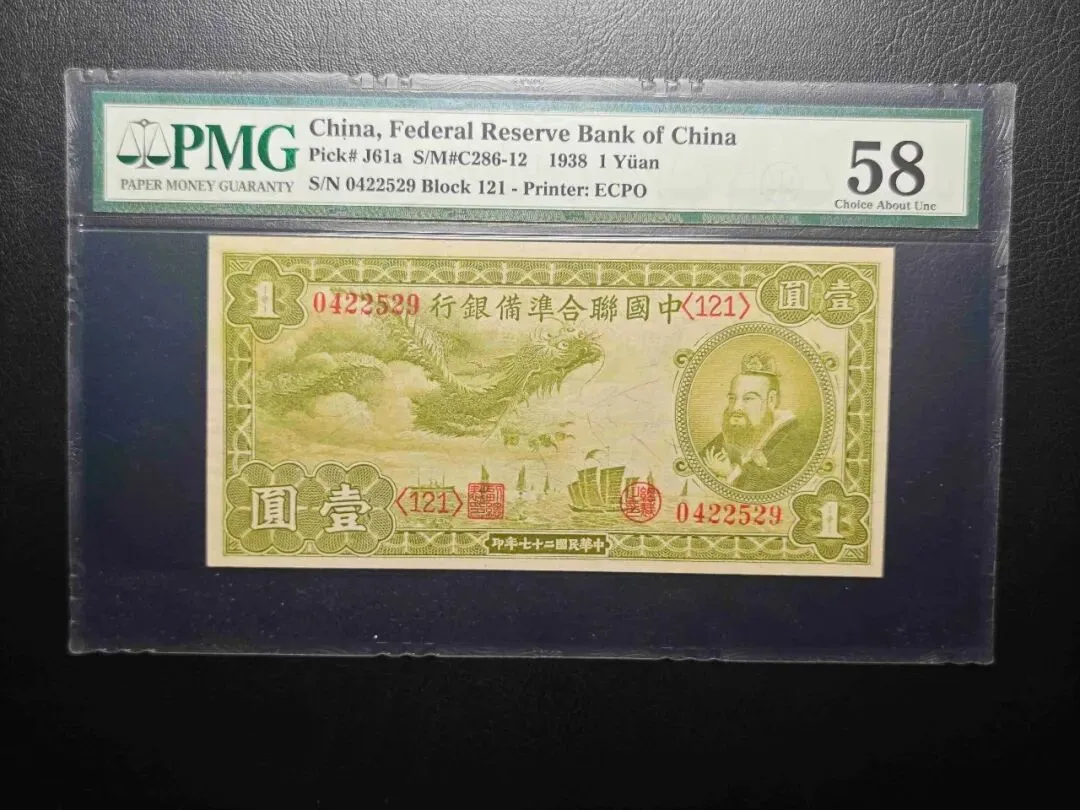 PMG
PAPER MONEY GUARANTY
China, Federal Reserve Bank of China
Pick# J61a S/M#C286-12 1938 1 Yüan
S/N 0422529 Block 121 - Printer: ECPO
58
Choice About Unc
1
0422529
行銀備準合聯國中
〈121〉
圓壹
圓壹
〈121〉
0422529
1
印年七十二國民華中